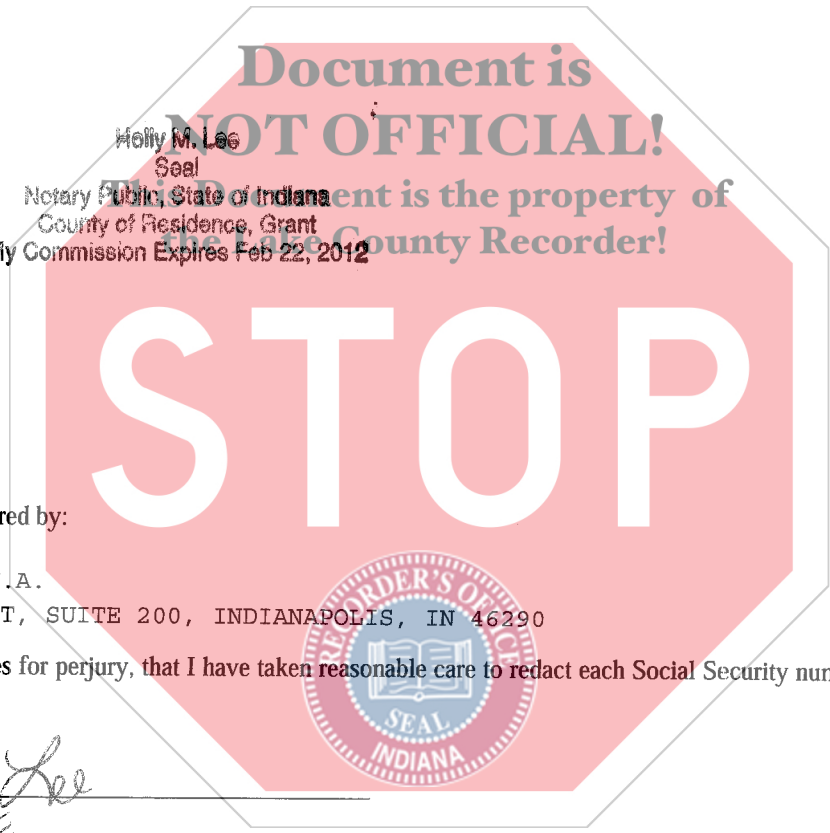 Document is
NOT OFFICIAL!
This Document is the property of
the Lake County Recorder!
Holly M. Lee
Seal
Notary Public, State of Indiana
County of Residence, Grant
My Commission Expires Feb 22, 2012
STOP
red by:
.A.
T, SUITE 200, INDIANAPOLIS, IN 46290
es for perjury, that I have taken reasonable care to redact each Social Security num
RECORDER'S OFFICE
SEAL
INDIANA
Lee